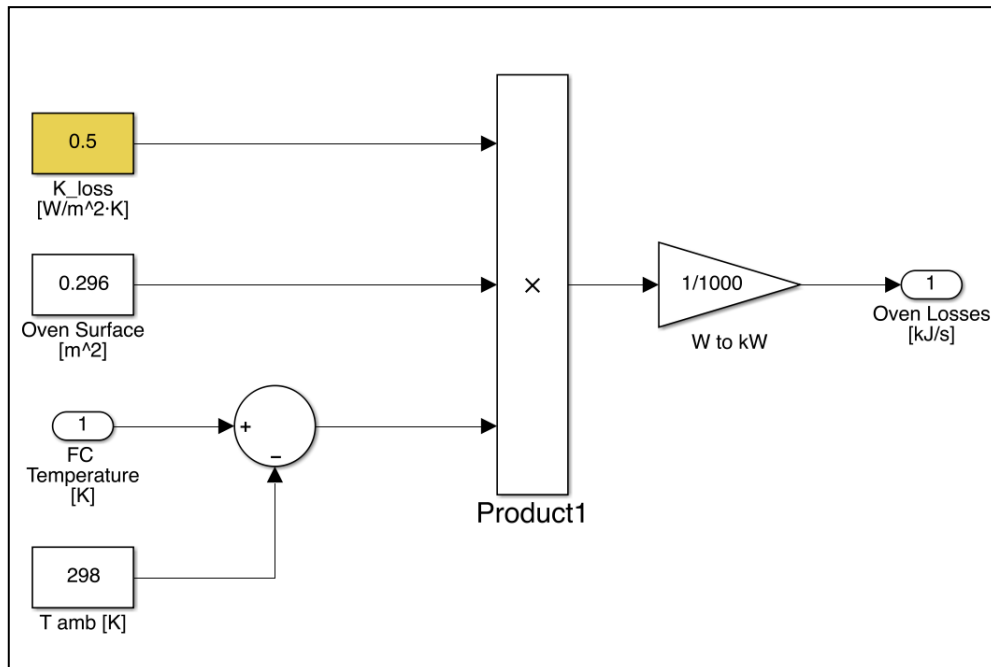 0.5
K_loss
[W/m^2·K]
0.296
Oven Surface
[m^2]
1
FC
Temperature
[K]
+
−
298
T amb [K]
×
Product1
1/1000
W to kW
1
Oven Losses
[kJ/s]